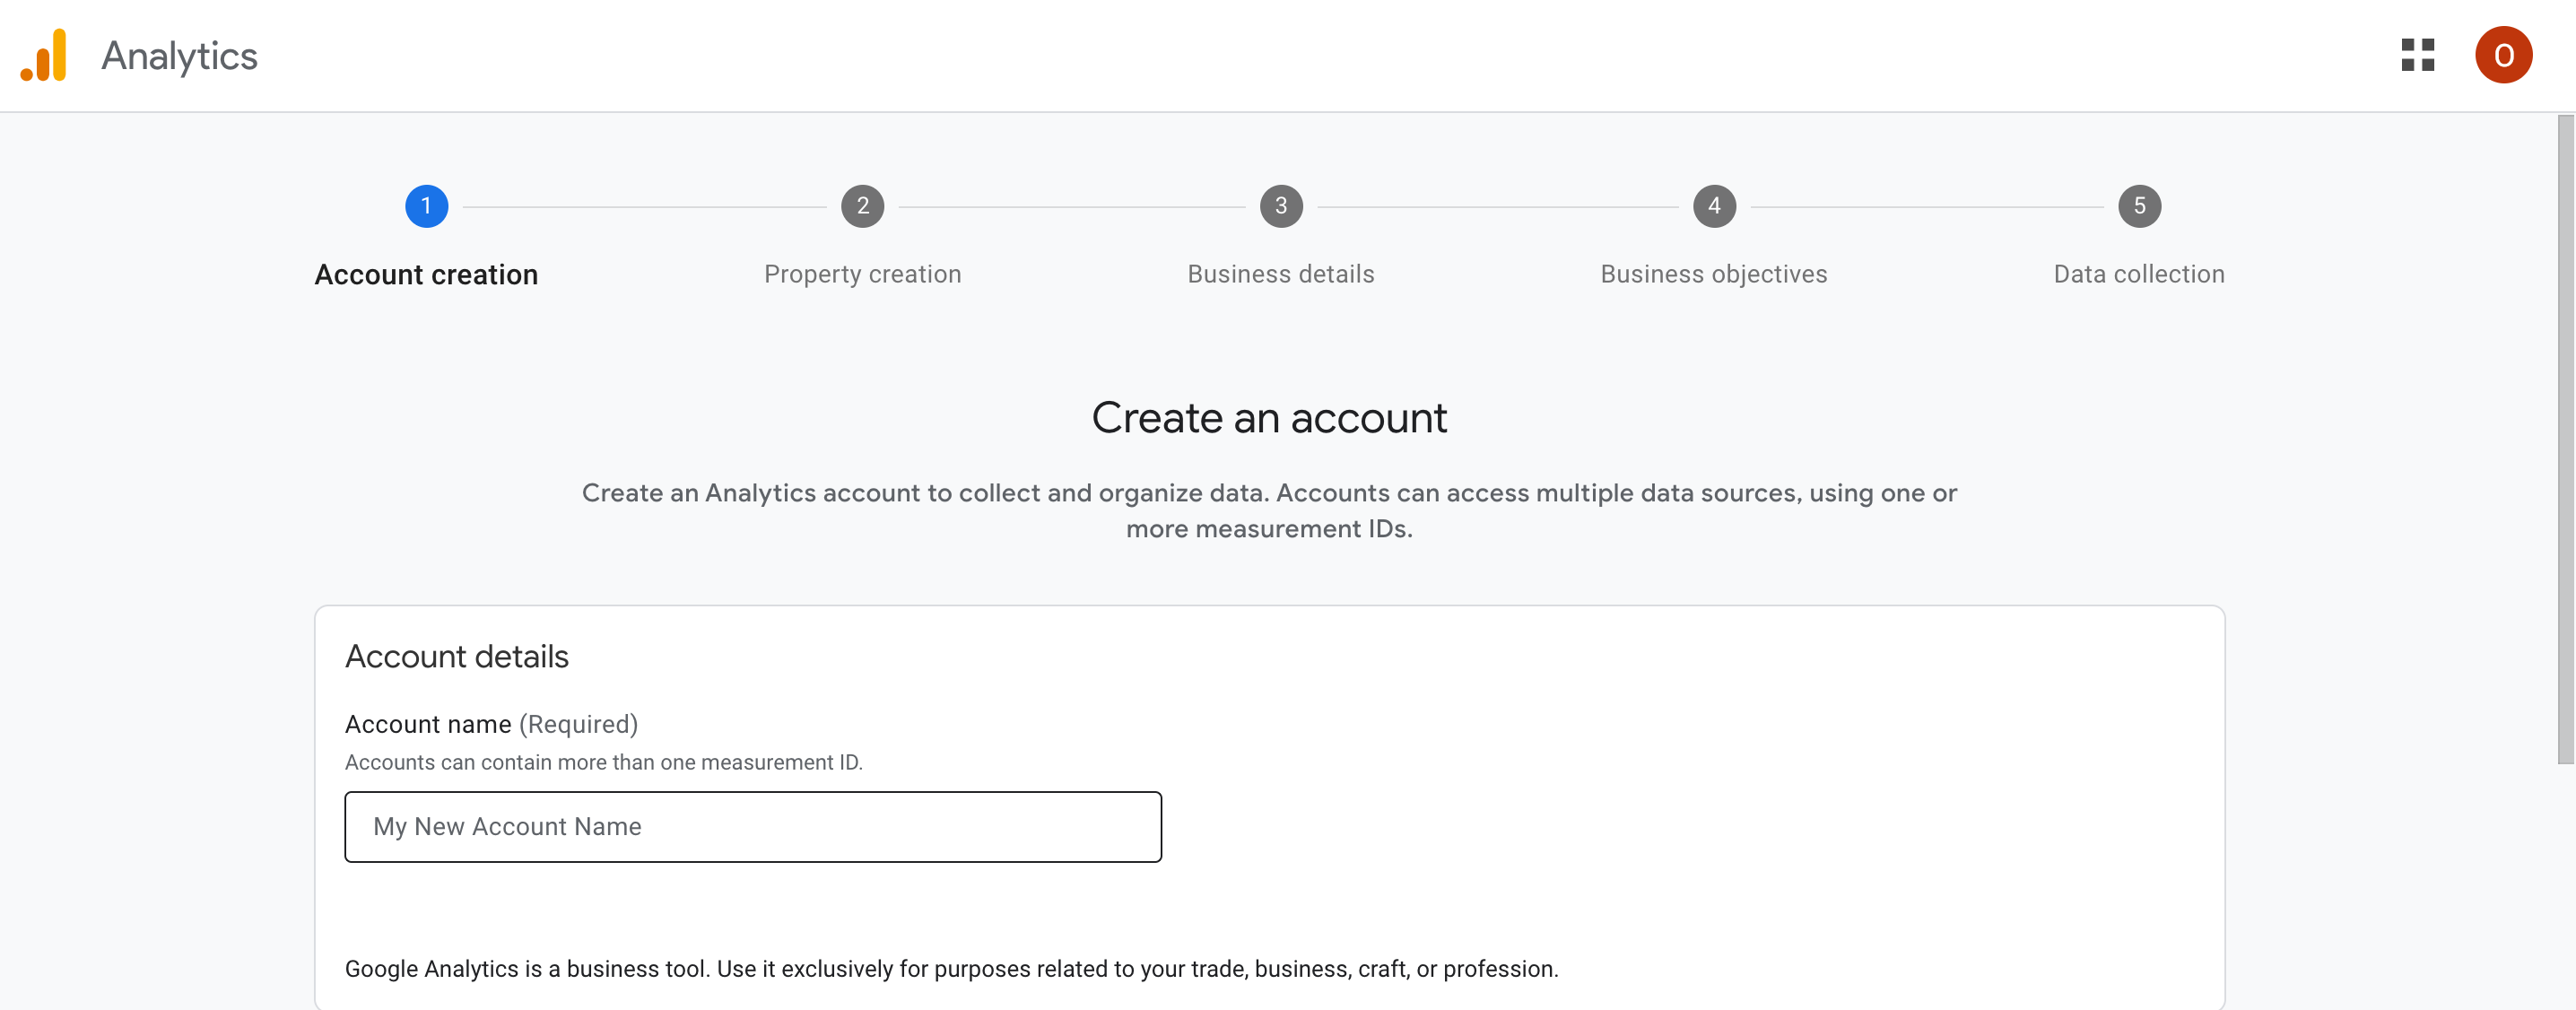 Analytics
O
1
2
3
4
5
Account creation
Property creation
Business details
Business objectives
Data collection
Create an account
Create an Analytics account to collect and organize data. Accounts can access multiple data sources, using one or
more measurement IDs.
Account details
Account name (Required)
Accounts can contain more than one measurement ID.
My New Account Name
Google Analytics is a business tool. Use it exclusively for purposes related to your trade, business, craft, or profession.